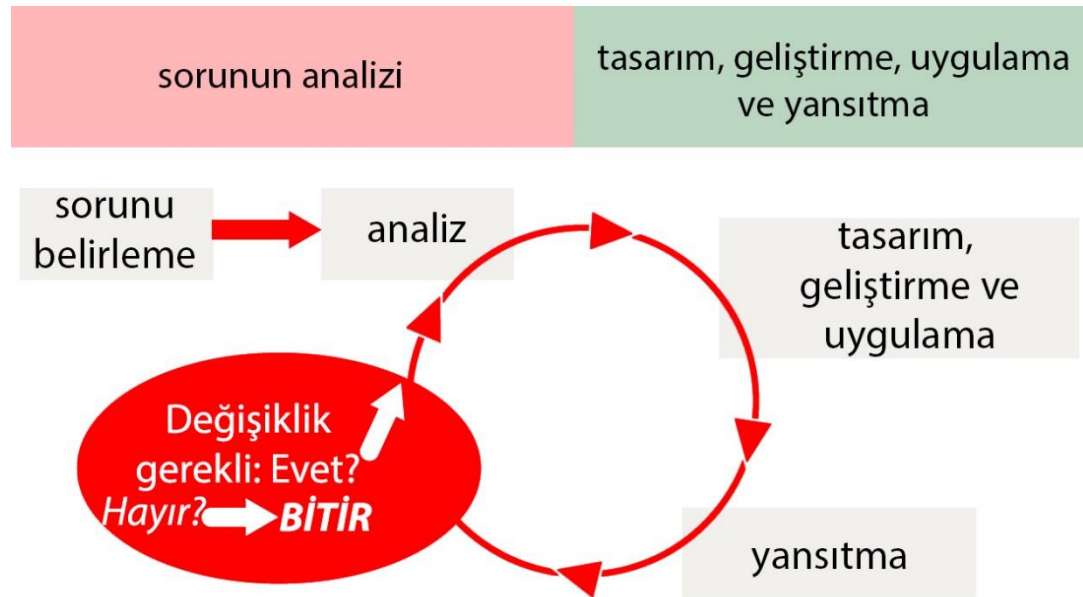 sorunun analizi
tasarım, geliştirme, uygulama
ve yansıtma
sorunu
belirleme
analiz
tasarım,
geliştirme ve
uygulama
Değişiklik
gerekli: Evet?
Hayır? BİTİR
yansıtma